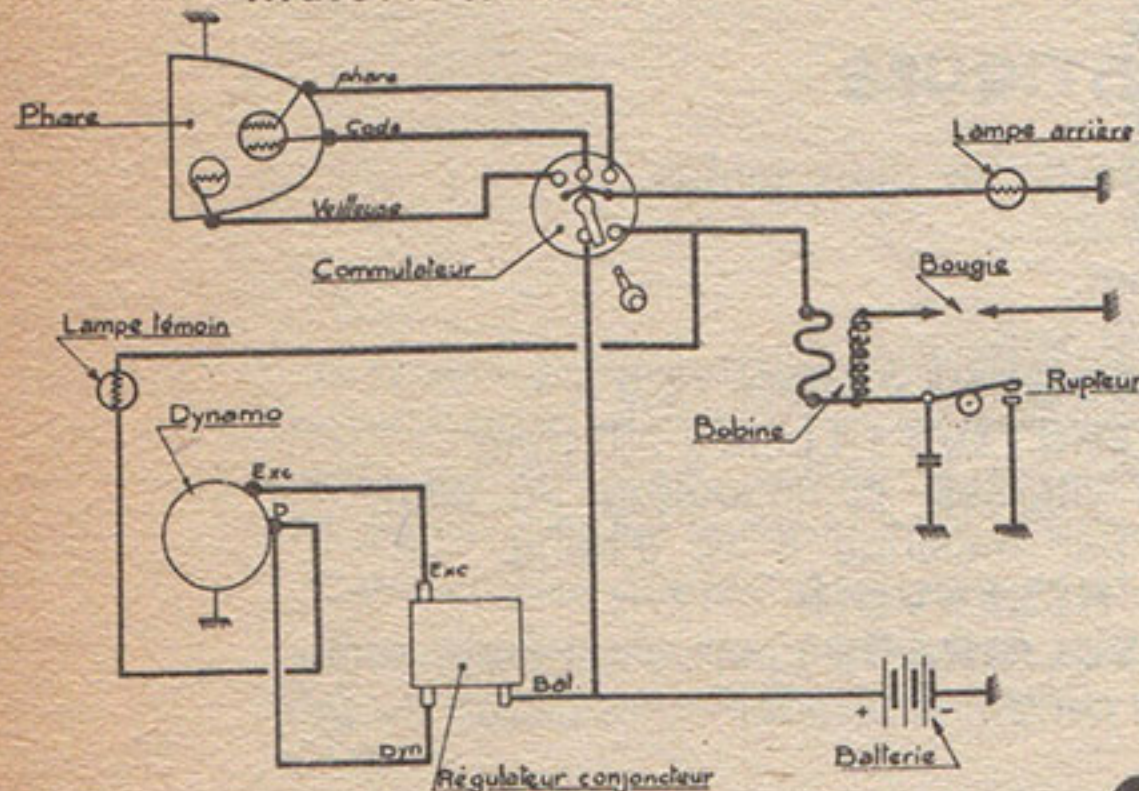 phare
Phare
Code
Lampe arrière
Veilleuse
Commutateur
Bougie
Lampe témoin
Rupteur
Dynamo
Bobine
Exc
D
Exc
Bat.
+ -
Dyn
Batterie
Régulateur conjoncteur